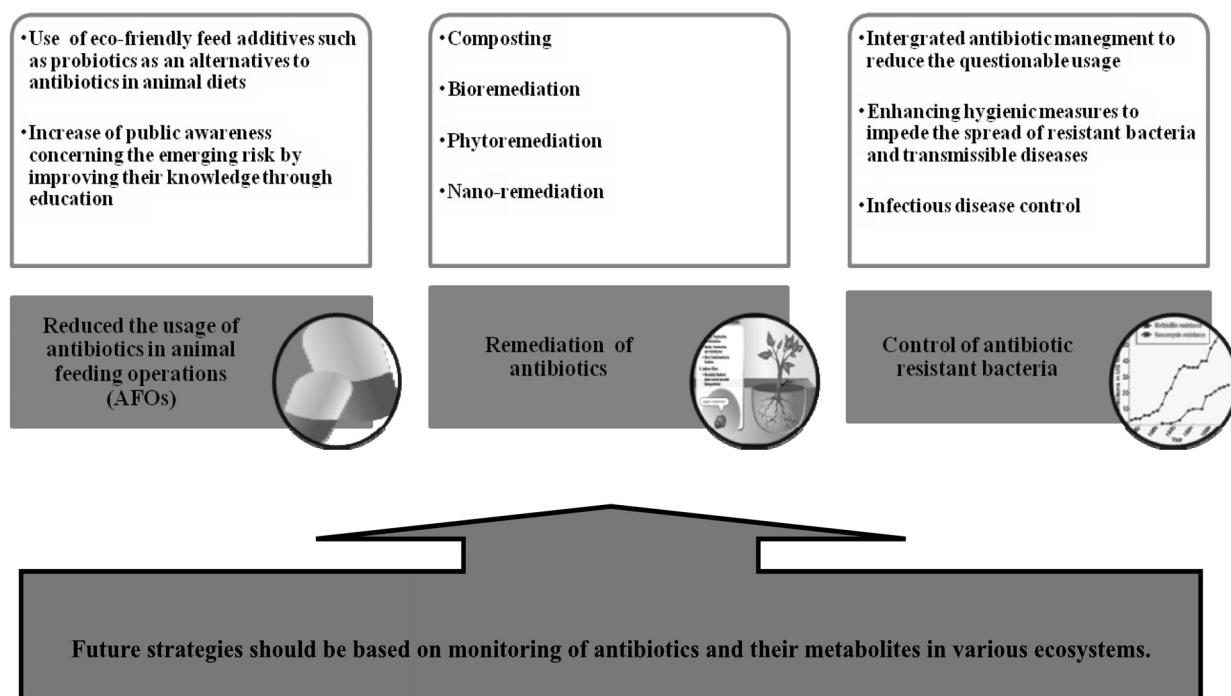 •Use of eco-friendly feed additives such
as probiotics as an alternatives to
antibiotics in animal diets
•Increase of public awareness
concerning the emerging risk by
improving their knowledge through
education
•Composting
•Bioremediation
•Phytoremediation
•Nano-remediation
•Intergrated antibiotic manegment to
reduce the questionable usage
•Enhancing hygienic measures to
impede the spread of resistant bacteria
and transmissible diseases
•Infectious disease control
Reduced the usage of
antibiotics in animal
feeding operations
(AFOs)
Remediation of
antibiotics
Control of antibiotic
resistant bacteria
Year
Future strategies should be based on monitoring of antibiotics and their metabolites in various ecosystems.